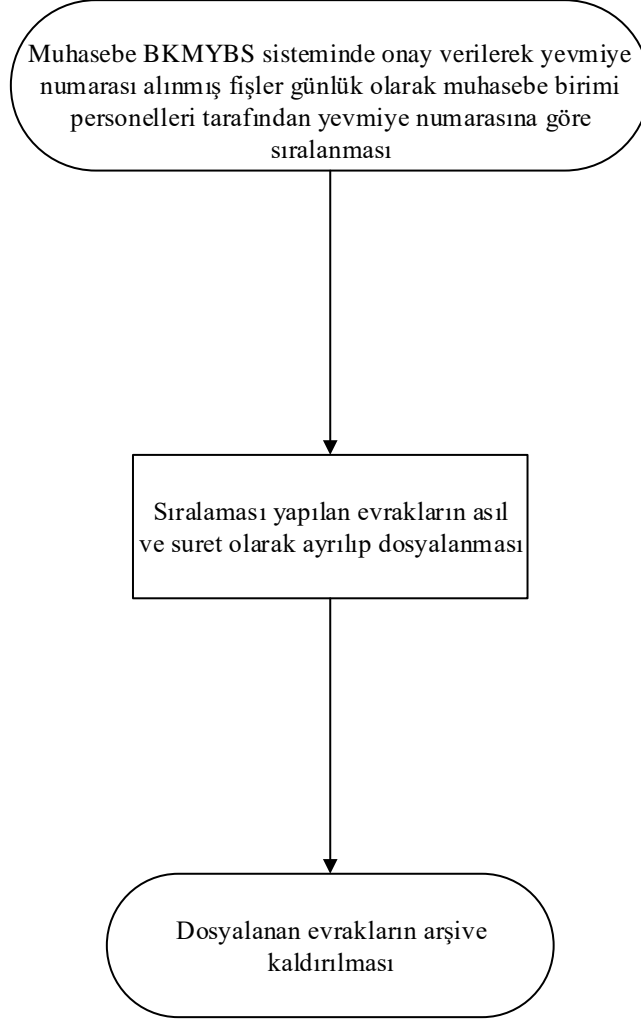 Muhasebe BKMYBS sisteminde onay verilerek yevmiye
numarası alınmış fişler günlük olarak muhasebe birimi
personelleri tarafından yevmiye numarasına göre
sıralanması
Sıralaması yapılan evrakların asıl
ve suret olarak ayrılıp dosyalanması
Dosyalanan evrakların arşive
kaldırılması